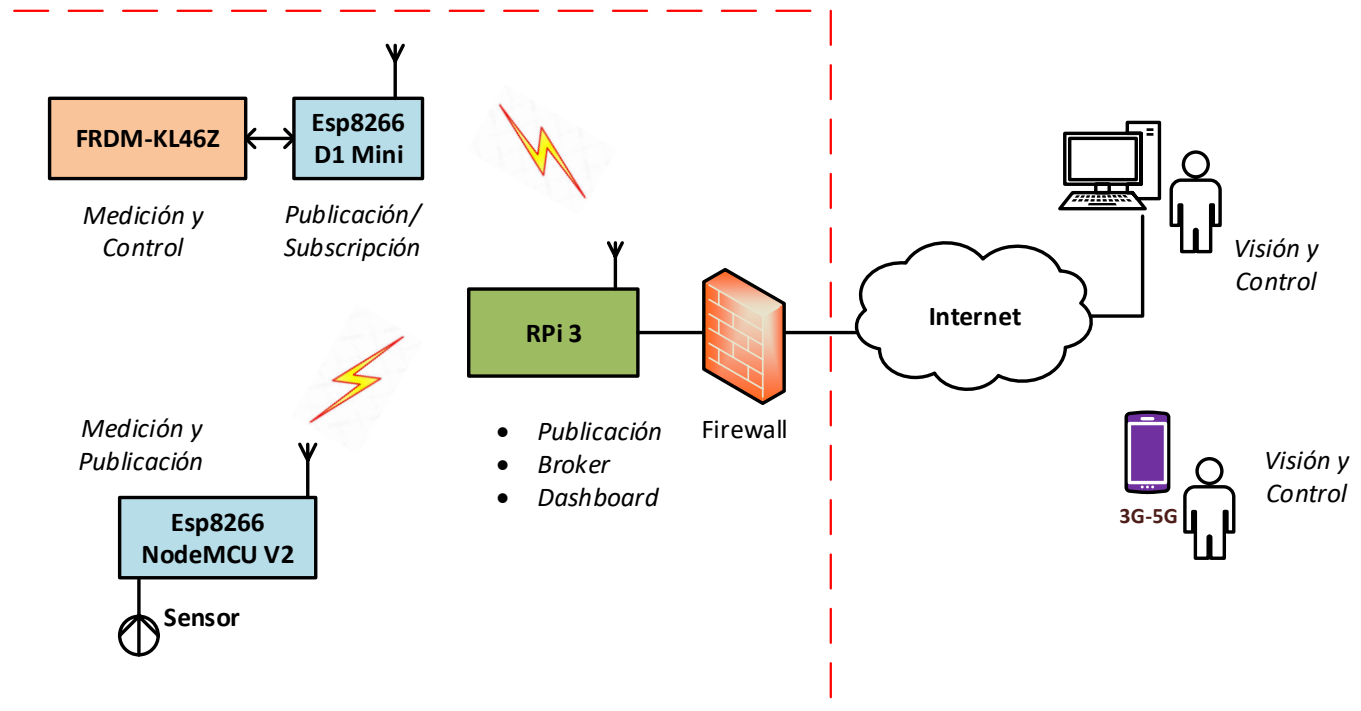 FRDM-KL46Z
Esp8266
D1 Mini
Medición y
Control
Publicación/
Subscripción
RPi 3
Publicación
Broker
Dashboard
Firewall
Internet
Visión y
Control
3G-5G
Visión y
Control
Medición y
Publicación
Esp8266
NodeMCU V2
Sensor